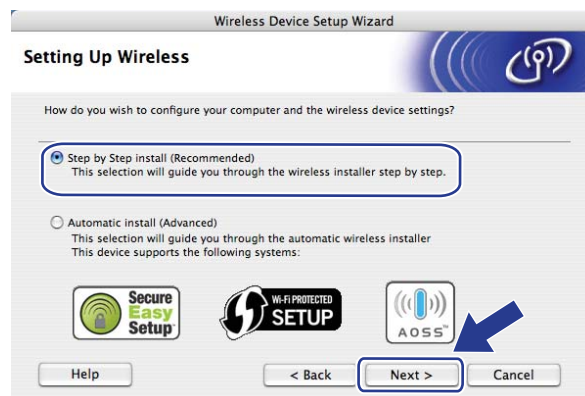 Wireless Device Setup Wizard
Setting Up Wireless
How do you wish to configure your computer and the wireless device settings?
Step by Step install (Recommended)
This selection will guide you through the wireless installer step by step.
Automatic install (Advanced)
This selection will guide you through the automatic wireless installer
This device supports the following systems:
Secure
Easy
Setup
Wi-Fi PROTECTED
SETUP
AOSS™
Help
< Back
Next >
Cancel